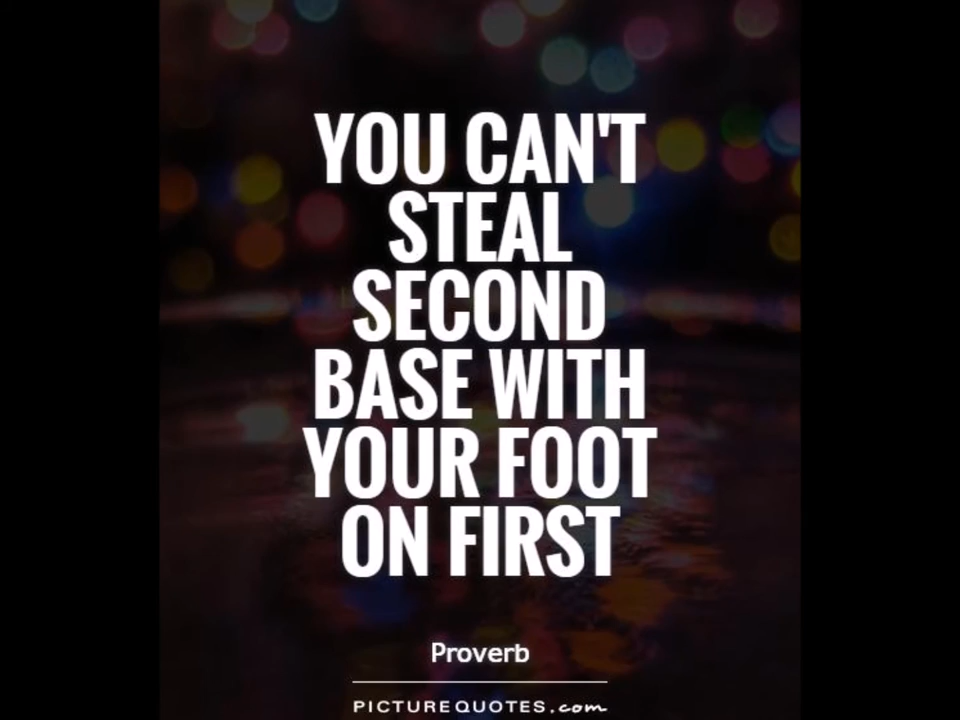 YOU CAN'T
STEAL
SECOND
BASE WITH
YOUR FOOT
ON FIRST
Proverb
PICTUREQUOTES.com